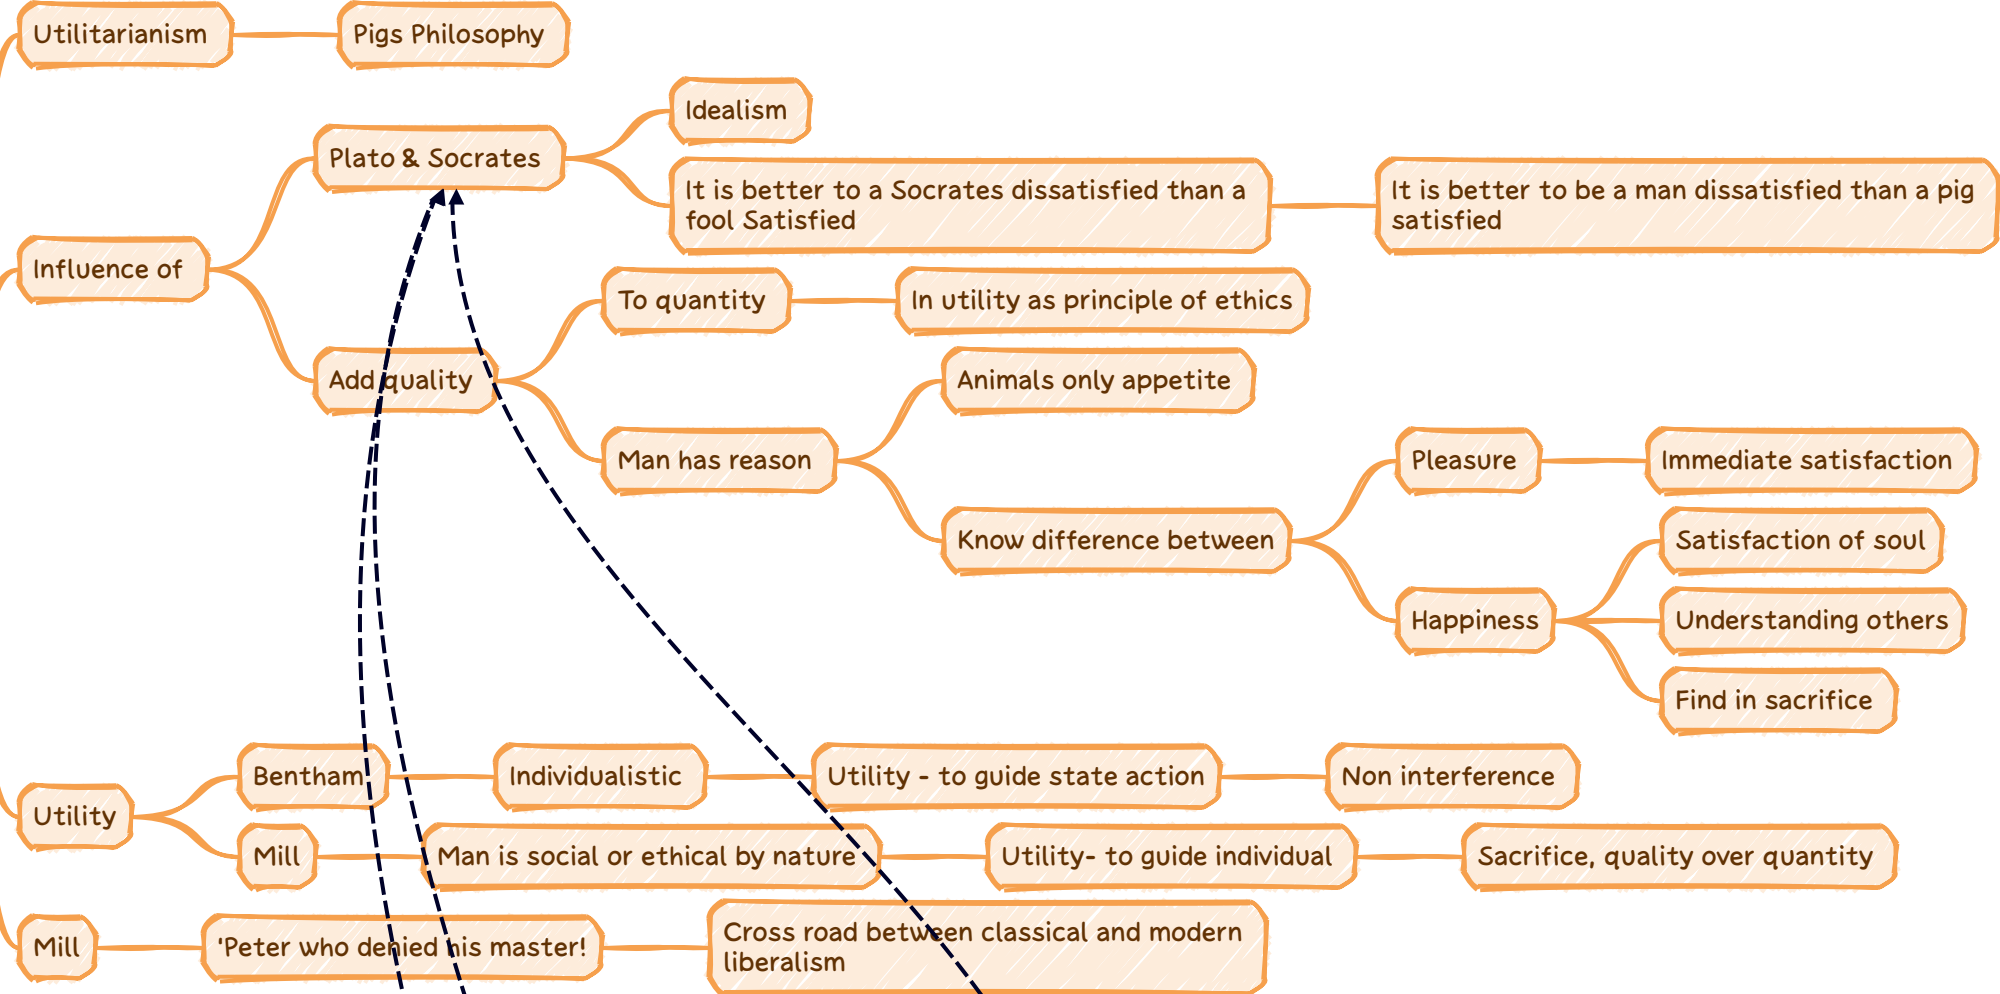 Utilitarianism
Pigs Philosophy
Influence of
Plato & Socrates
Idealism
It is better to a Socrates dissatisfied than a
fool Satisfied
It is better to be a man dissatisfied than a pig
satisfied
Add quality
To quantity
In utility as principle of ethics
Man has reason
Animals only appetite
Know difference between
Pleasure
Immediate satisfaction
Happiness
Satisfaction of soul
Understanding others
Find in sacrifice
Utility
Bentham
Individualistic
Utility - to guide state action
Non interference
Mill
Man is social or ethical by nature
Utility- to guide individual
Sacrifice, quality over quantity
Mill
'Peter who denied his master!
Cross road between classical and modern
liberalism